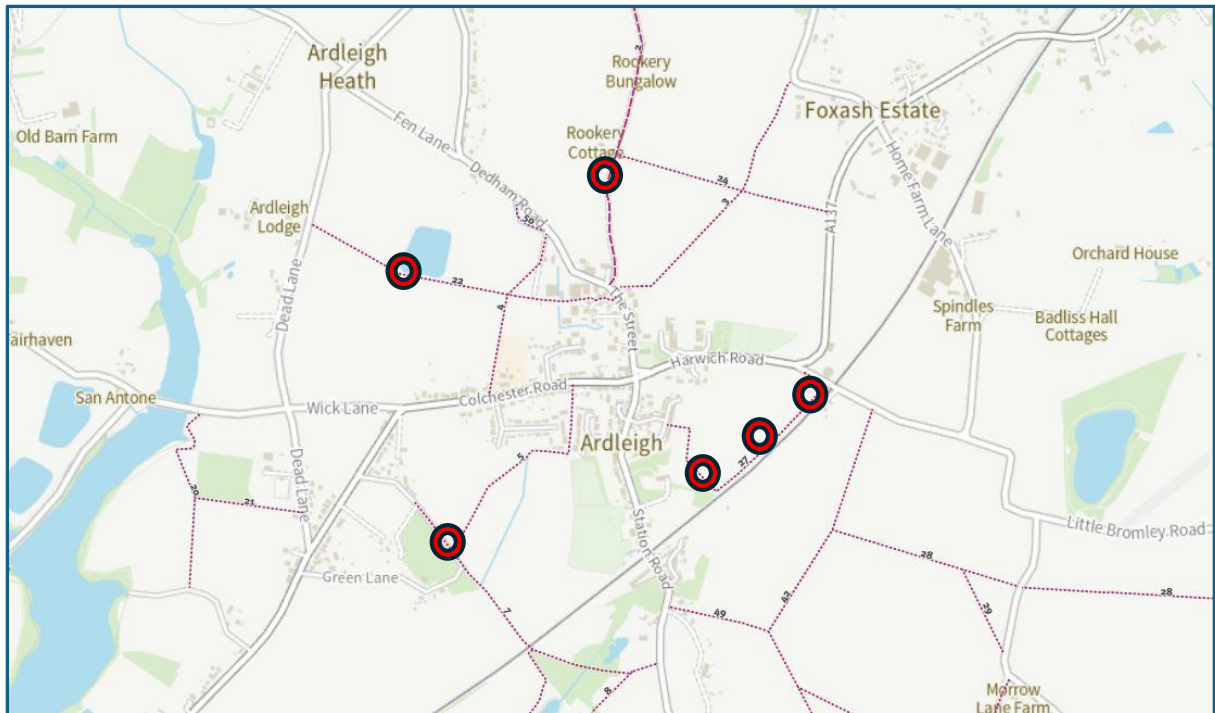 Ardleigh
Heath
2
Rookery
Bungalow
Foxash Estate
Old Barn Farm
Fen Lane
Rookery
Cottage
Home Farm Lane
Dedham Road
24
3
Ardleigh
Lodge
50
A137
Orchard House
22
4
Dead Lane
The Street
Spindles
Farm
Badliss Hall
Cottages
airhaven
Harwich Road
San Antone
Wick Lane
Colchester Road
Ardleigh
5
27
Dead Lane
20
21
Station Road
Little Bromley Road
Green Lane
28
28
7
49
42
29
8
Morrow
Lane Farm